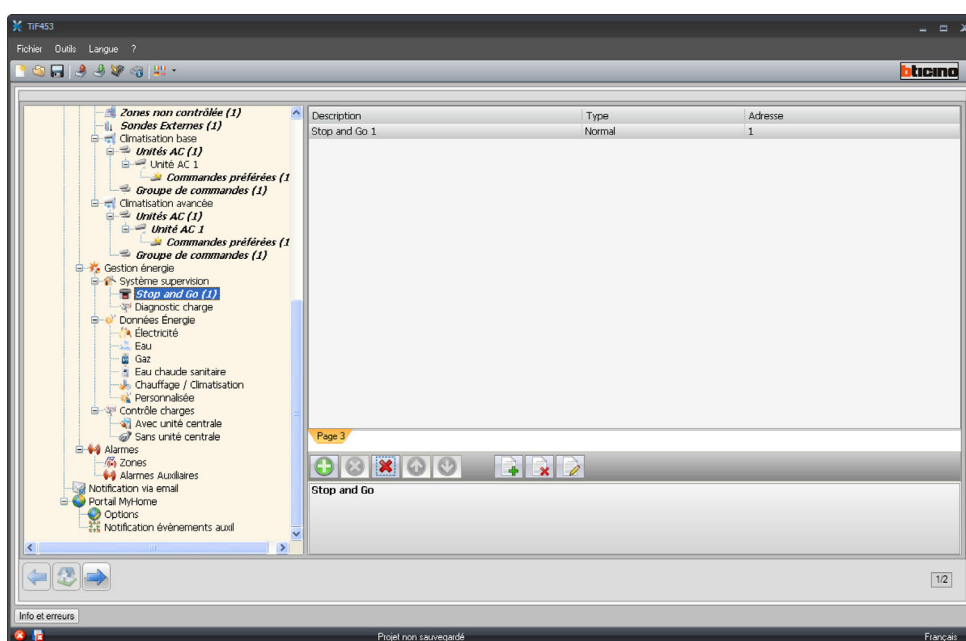 TiF453
Fichier Outils Langue ?
bticino
Zones non contrôlée (1)
Sondes Externes (1)
Climatisation base
Unités AC (1)
Unité AC 1
Commandes préférées (1
Groupe de commandes (1)
Climatisation avancée
Unités AC (1)
Unité AC 1
Commandes préférées (1
Groupe de commandes (1)
Gestion énergie
Système supervision
Stop and Go (1)
Diagnostic charge
Données Énergie
Électricité
Eau
Gaz
Eau chaude sanitaire
Chauffage / Climatisation
Personnalisée
Contrôle charges
Avec unité centrale
Sans unité centrale
Alarmes
Zones
Alarmes Auxiliaires
Notification via email
Portail MyHome
Options
Notification évènements auxil
Description Type Adresse
Stop and Go 1 Normal 1
Page 3
Stop and Go
1/2
Info et erreurs
Projet non sauvegardé Français